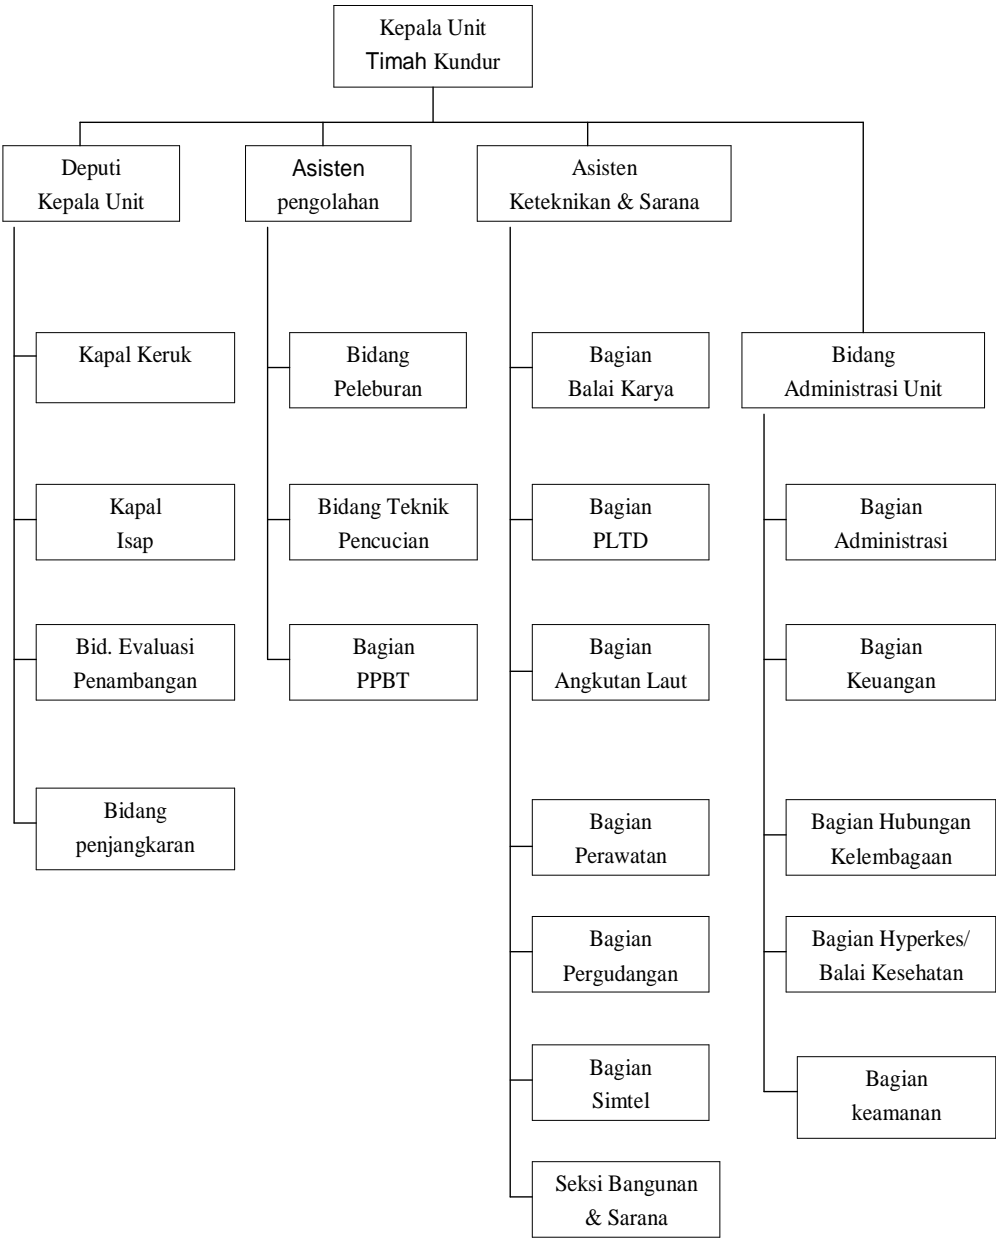 Kepala Unit
Timah Kundur
Deputi
Kepala Unit
Asisten
pengolahan
Asisten
Keteknikan & Sarana
Kapal Keruk
Bidang
Peleburan
Bagian
Balai Karya
Bidang
Administrasi Unit
Kapal
Isap
Bidang Teknik
Pencucian
Bagian
PLTD
Bagian
Administrasi
Bid. Evaluasi
Penambangan
Bagian
PPBT
Bagian
Angkutan Laut
Bagian
Keuangan
Bidang
penjangkaran
Bagian
Perawatan
Bagian Hubungan
Kelembagaan
Bagian
Pergudangan
Bagian Hyperkes/
Balai Kesehatan
Bagian
Simtel
Bagian
keamanan
Seksi Bangunan
& Sarana